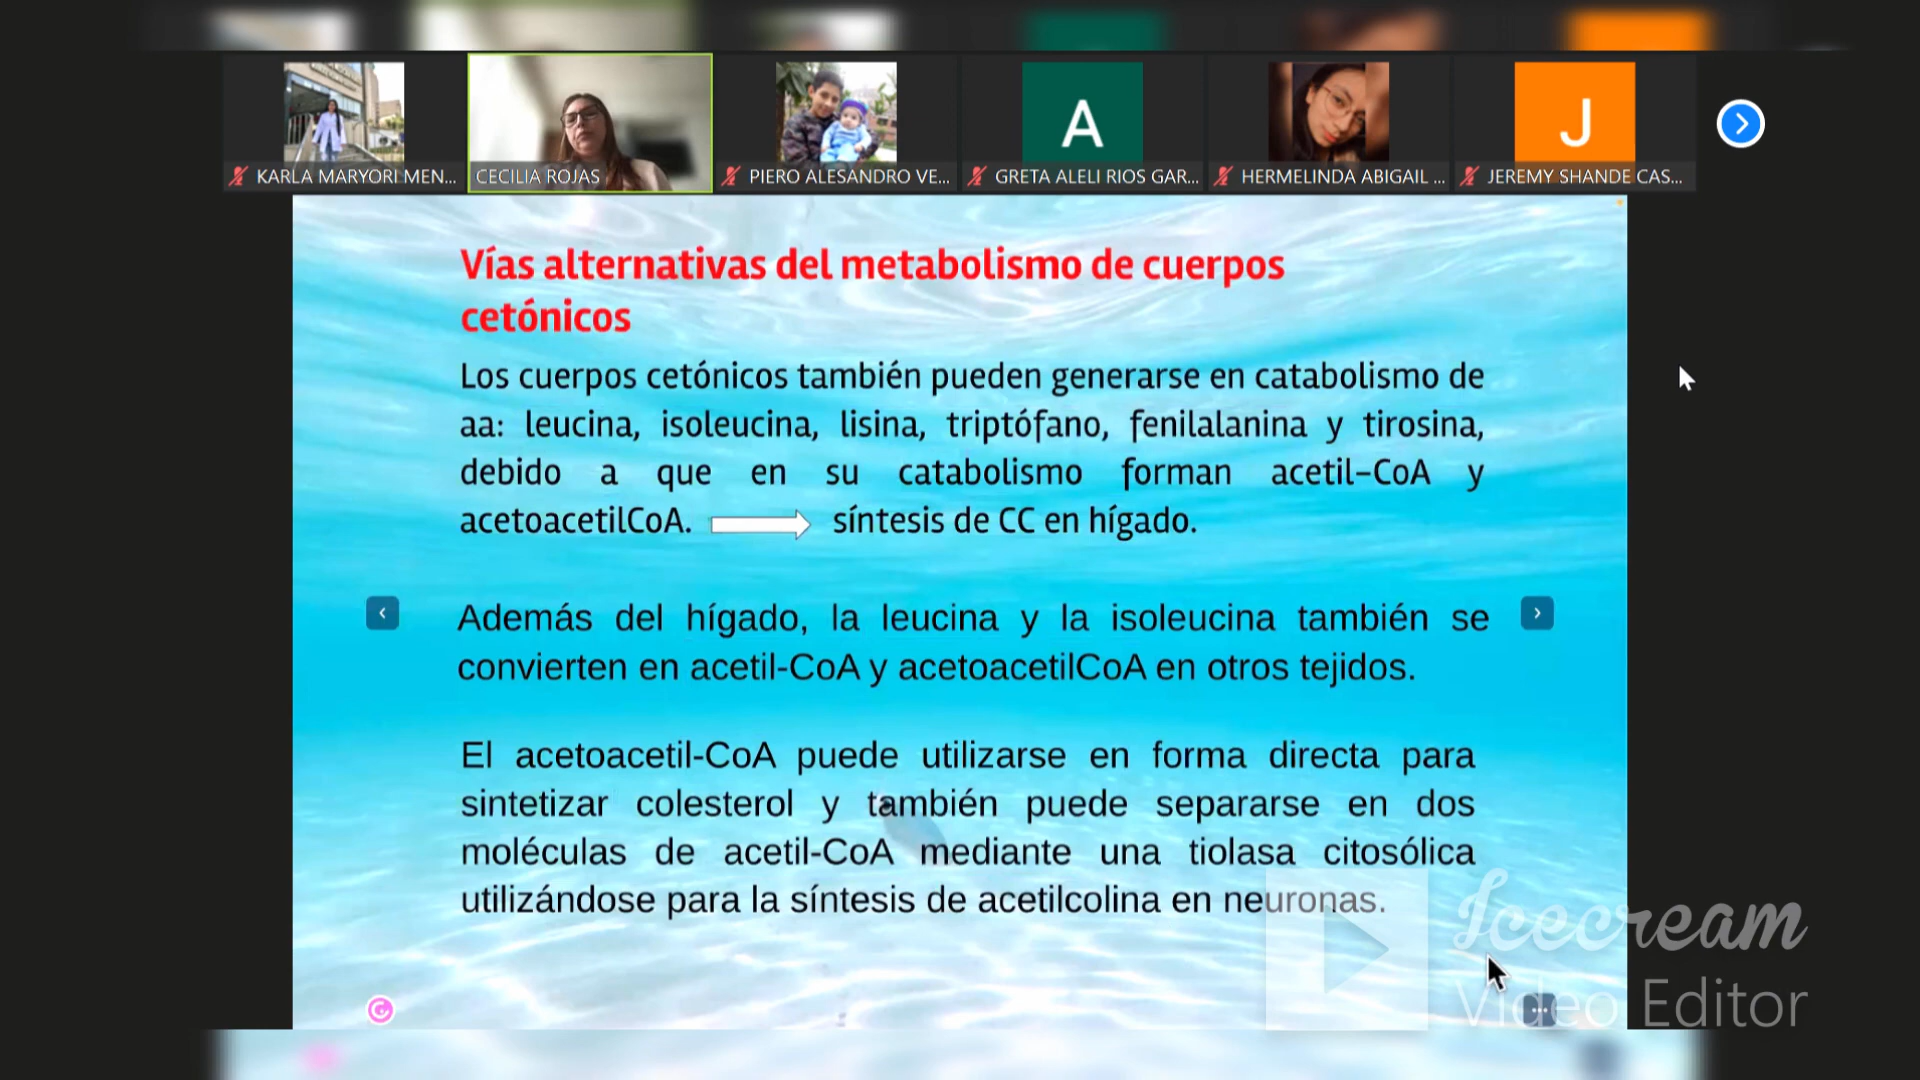 KARLA MARYORI MEN...
CECILIA ROJAS
PIERO ALESANDRO VE...
A
GRETA ALELI RIOS GAR...
HERMELINDA ABIGAIL ...
J
JEREMY SHANDE CAS...
Vías alternativas del metabolismo de cuerpos
cetónicos
Los cuerpos cetónicos también pueden generarse en catabolismo de
aa: leucina, isoleucina, lisina, triptófano, fenilalanina y tirosina,
debido a que en su catabolismo forman acetil-CoA y
acetoacetilCoA. síntesis de CC en hígado.
Además del hígado, la leucina y la isoleucina también se
convierten en acetil-CoA y acetoacetilCoA en otros tejidos.
El acetoacetil-CoA puede utilizarse en forma directa para
sintetizar colesterol y también puede separarse en dos
moléculas de acetil-CoA mediante una tiolasa citosólica
utilizándose para la síntesis de acetilcolina en neuronas.
Icecream
Video Editor